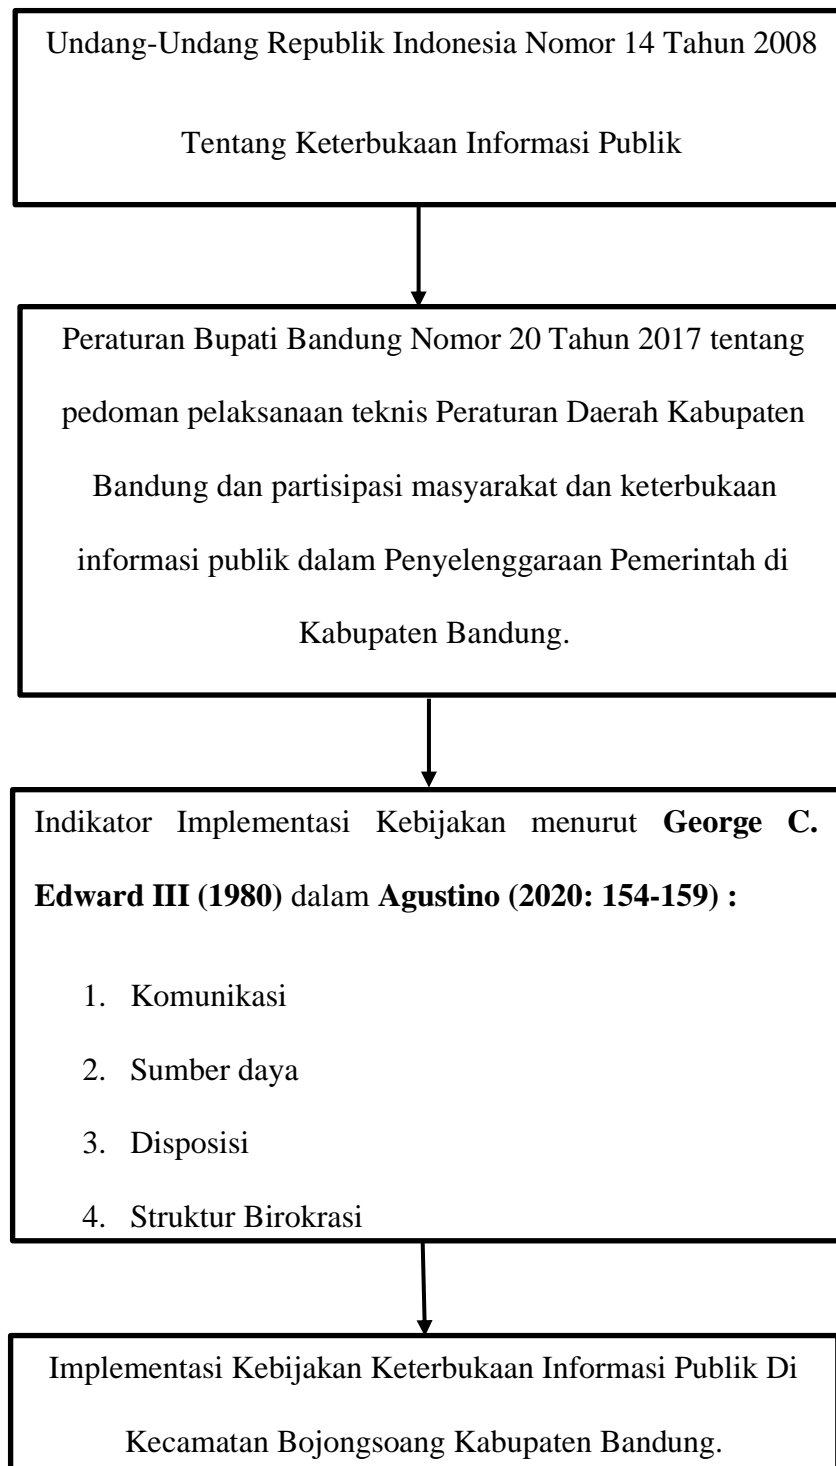 Undang-Undang Republik Indonesia Nomor 14 Tahun 2008
Tentang Keterbukaan Informasi Publik
Peraturan Bupati Bandung Nomor 20 Tahun 2017 tentang
pedoman pelaksanaan teknis Peraturan Daerah Kabupaten
Bandung dan partisipasi masyarakat dan keterbukaan
informasi publik dalam Penyelenggaraan Pemerintah di
Kabupaten Bandung.
Indikator Implementasi Kebijakan menurut George C.
Edward III (1980) dalam Agustino (2020: 154-159) :
1. Komunikasi
2. Sumber daya
3. Disposisi
4. Struktur Birokrasi
Implementasi Kebijakan Keterbukaan Informasi Publik Di
Kecamatan Bojongsoang Kabupaten Bandung.